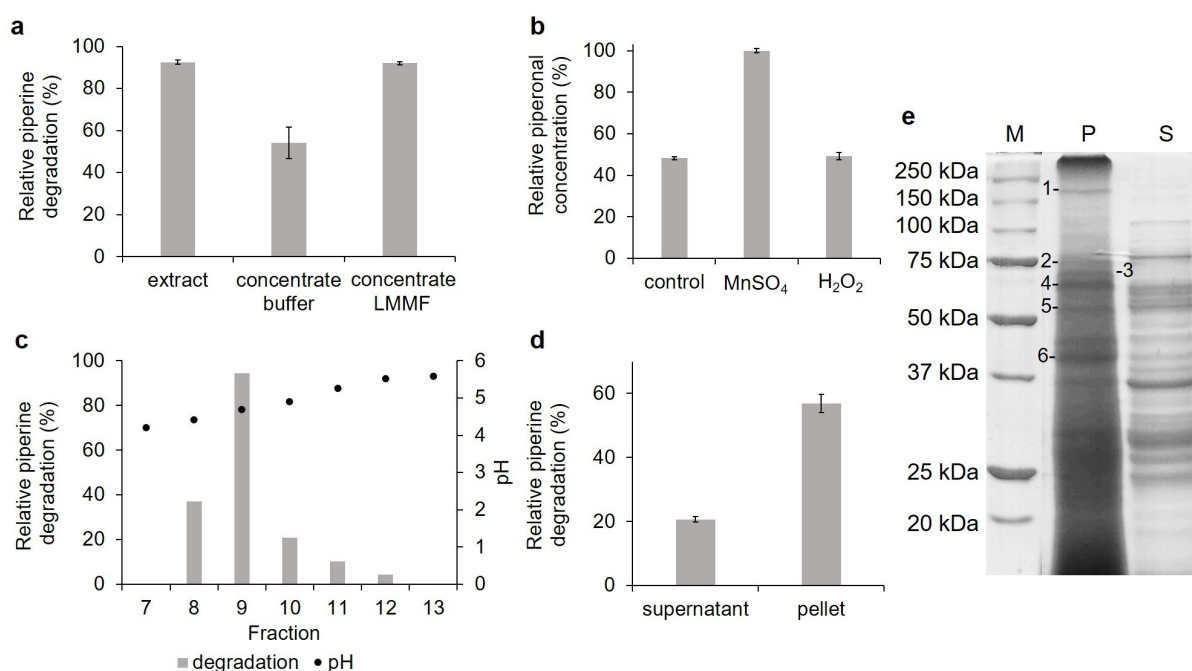 a
Relative piperine
degradation (%)
100
80
60
40
20
0
extract
concentrate
buffer
concentrate
LMMF
b
Relative piperonal
concentration (%)
100
80
60
40
20
0
control
MnSO₄
H₂O₂
c
Relative piperine
degradation (%)
100
80
60
40
20
0
6
5
4
3
2
1
0
pH
7 8 9 10 11 12 13
Fraction
degradation pH
d
Relative piperine
degradation (%)
60
40
20
0
supernatant
pellet
e
M P S
250 kDa
150 kDa
100 kDa
75 kDa
50 kDa
37 kDa
25 kDa
20 kDa
1-
2-
-3
4-
5-
6-